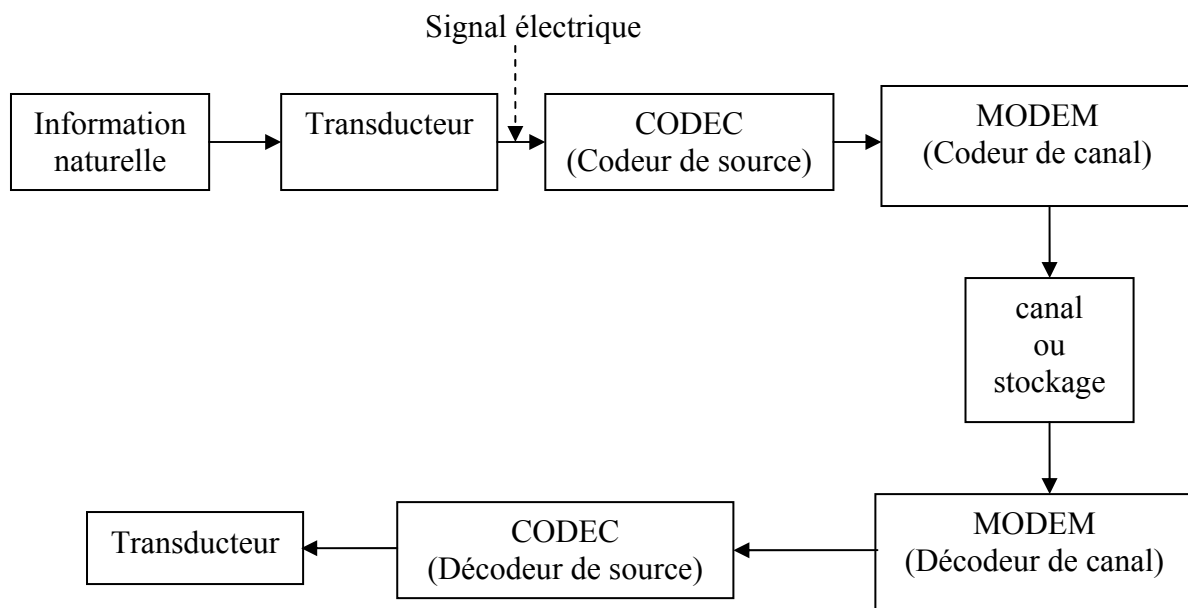 Signal électrique
Information
naturelle
Transducteur
CODEC
(Codeur de source)
MODEM
(Codeur de canal)
canal
ou
stockage
MODEM
(Décodeur de canal)
CODEC
(Décodeur de source)
Transducteur